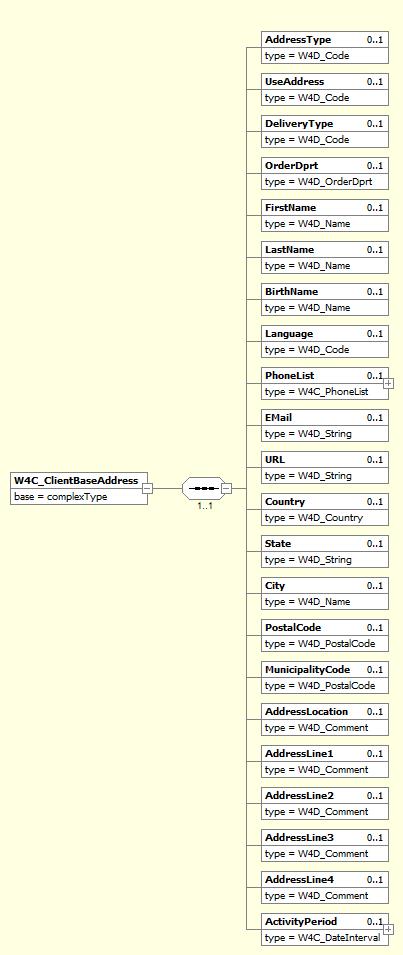 AddressType 0..1
type = W4D_Code
UseAddress 0..1
type = W4D_Code
DeliveryType 0..1
type = W4D_Code
OrderDprt 0..1
type = W4D_OrderDprt
FirstName 0..1
type = W4D_Name
LastName 0..1
type = W4D_Name
BirthName 0..1
type = W4D_Name
Language 0..1
type = W4D_Code
PhoneList 0..1
type = W4C_PhoneList
EMail 0..1
type = W4D_String
URL 0..1
type = W4D_String
W4C_ClientBaseAddress
base = complexType
1..1
Country 0..1
type = W4D_Country
State 0..1
type = W4D_String
City 0..1
type = W4D_Name
PostalCode 0..1
type = W4D_PostalCode
MunicipalityCode 0..1
type = W4D_PostalCode
AddressLocation 0..1
type = W4D_Comment
AddressLine1 0..1
type = W4D_Comment
AddressLine2 0..1
type = W4D_Comment
AddressLine3 0..1
type = W4D_Comment
AddressLine4 0..1
type = W4D_Comment
ActivityPeriod 0..1
type = W4C_DateInterval